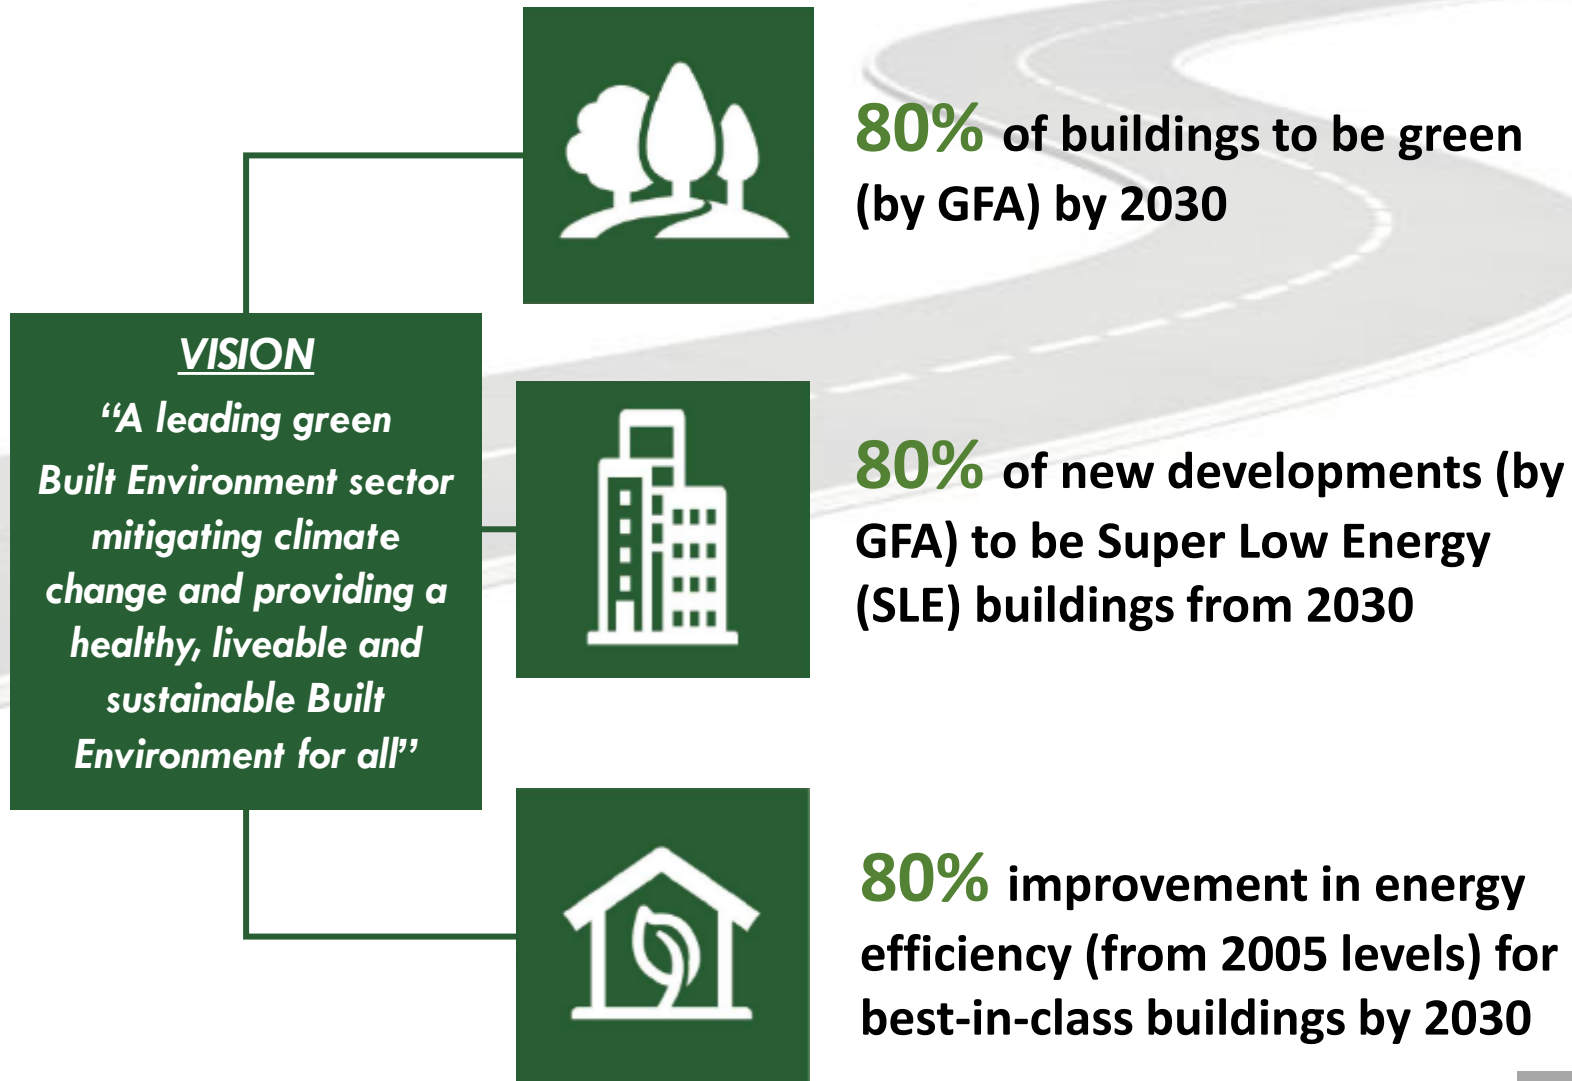 80% of buildings to be green
(by GFA) by 2030
VISION
“A leading green
Built Environment sector
mitigating climate
change and providing a
healthy, liveable and
sustainable Built
Environment for all”
80% of new developments (by
GFA) to be Super Low Energy
(SLE) buildings from 2030
80% improvement in energy
efficiency (from 2005 levels) for
best-in-class buildings by 2030